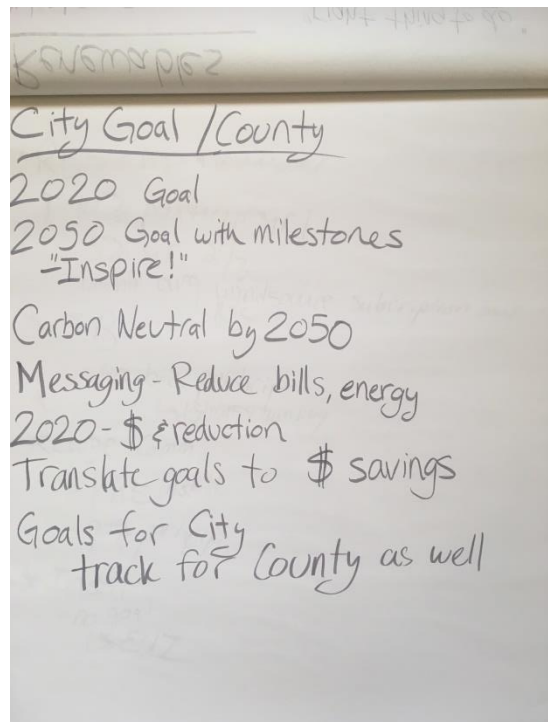 Renewables
City Goal / County
2020 Goal
2050 Goal with milestones
- "Inspire!"
Carbon Neutral by 2050
Messaging - Reduce bills, energy
2020 - $ & reduction
Translate goals to $ savings
Goals for City
track for County as well